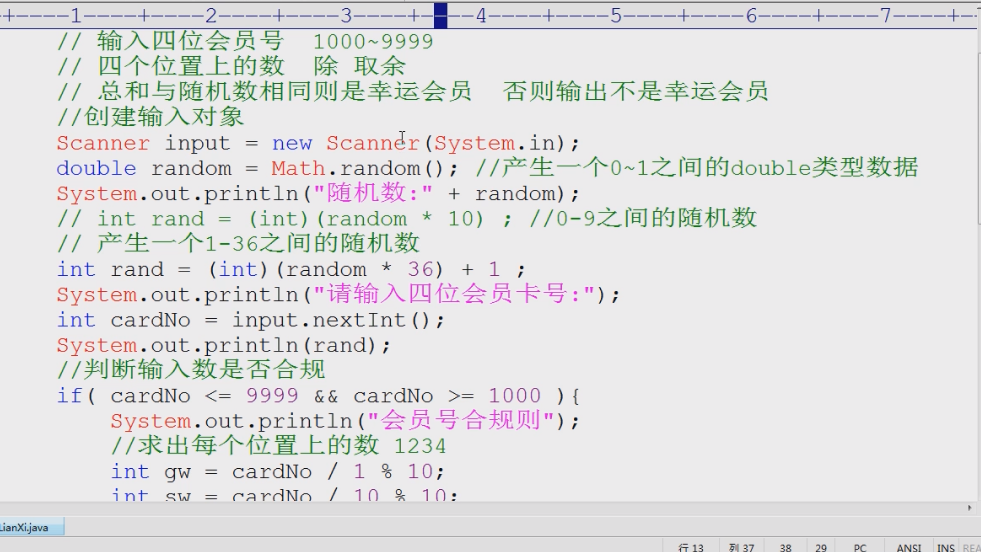 ----1----+----2----+----3----+----4----+----5----+----6----+----7----+-
// 输入四位会员号  1000~9999
// 四个位置上的数  除 取余
// 总和与随机数相同则是幸运会员  否则输出不是幸运会员
//创建输入对象
Scanner input = new Scanner(System.in);
double random = Math.random(); //产生一个0~1之间的double类型数据
System.out.println("随机数:" + random);
// int rand = (int)(random * 10) ; //0-9之间的随机数
// 产生一个1-36之间的随机数
int rand = (int)(random * 36) + 1 ;
System.out.println("请输入四位会员卡号:");
int cardNo = input.nextInt();
System.out.println(rand);
//判断输入数是否合规
if( cardNo <= 9999 && cardNo >= 1000 ){
System.out.println("会员号合规则");
//求出每个位置上的数 1234
int gw = cardNo / 1 % 10;
int sw = cardNo / 10 % 10;
LianXi.java
行 13 列 37 38 29 PC ANSI INS REA